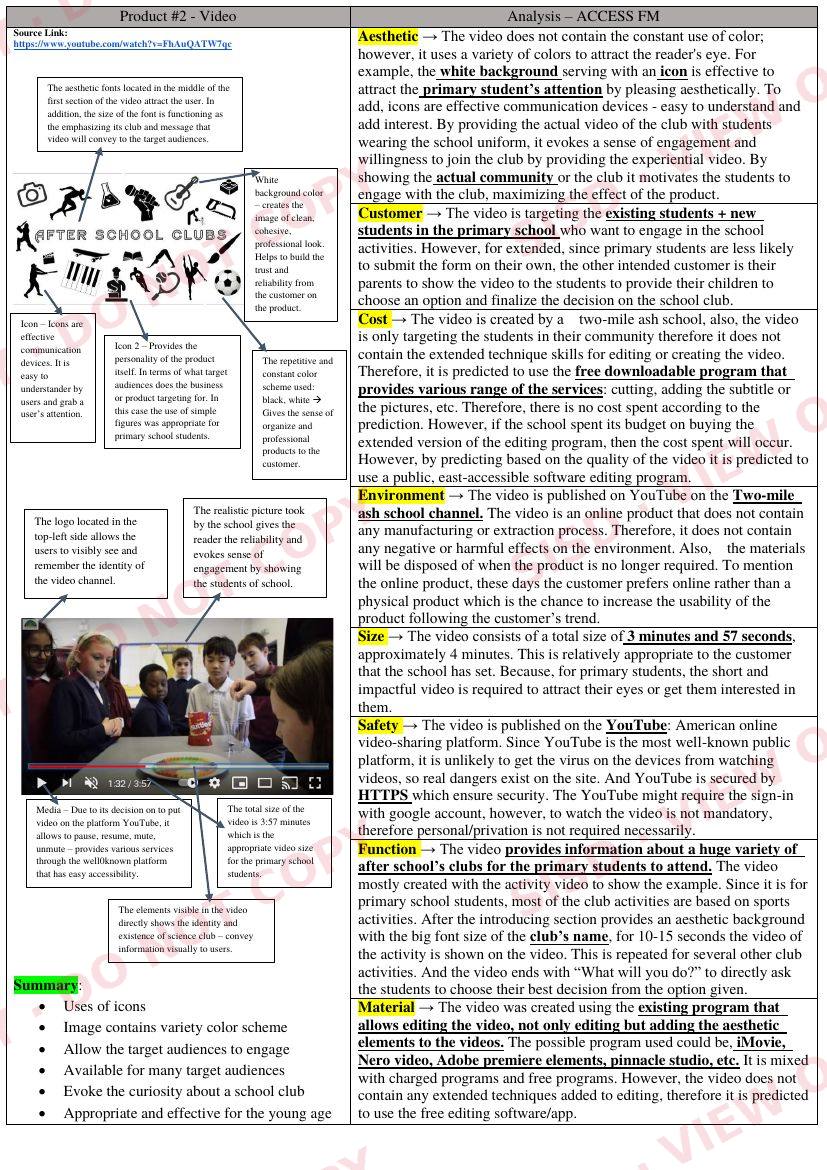 Product #2 - Video
Source Link:
https://www.youtube.com/watch?v=FhAuQATW7qc
The aesthetic fonts located in the middle of the
first section of the video attract the user. In
addition, the size of the font is functioning as
the emphasizing its club and message that
video will convey to the target audiences.
AFTER SCHOOL CLUBS
White
background color
– creates the
image of clean,
cohesive,
professional look.
Helps to build the
trust and
reliability from
the customer on
the product.
Icon – Icons are
effective
communication
devices. It is
easy to
understander by
users and grab a
user’s attention.
Icon 2 – Provides the
personality of the product
itself. In terms of what target
audiences does the business
or product targeting for. In
this case the use of simple
figures was appropriate for
primary school students.
The repetitive and
constant color
scheme used:
black, white →
Gives the sense of
organize and
professional
products to the
customer.
The logo located in the
top-left side allows the
users to visibly see and
remember the identity of
the video channel.
The realistic picture took
by the school gives the
reader the reliability and
evokes sense of
engagement by showing
the students of school.
1:32 / 3:57
Media – Due to its decision on to put
video on the platform YouTube, it
allows to pause, resume, mute,
unmute – provides various services
through the well0known platform
that has easy accessibility.
The total size of the
video is 3:57 minutes
which is the
appropriate video size
for the primary school
students.
The elements visible in the video
directly shows the identity and
existence of science club – convey
information visually to users.
Summary:
• Uses of icons
• Image contains variety color scheme
• Allow the target audiences to engage
• Available for many target audiences
• Evoke the curiosity about a school club
• Appropriate and effective for the young age
Analysis – ACCESS FM
Aesthetic → The video does not contain the constant use of color;
however, it uses a variety of colors to attract the reader's eye. For
example, the white background serving with an icon is effective to
attract the primary student’s attention by pleasing aesthetically. To
add, icons are effective communication devices - easy to understand and
add interest. By providing the actual video of the club with students
wearing the school uniform, it evokes a sense of engagement and
willingness to join the club by providing the experiential video. By
showing the actual community or the club it motivates the students to
engage with the club, maximizing the effect of the product.
Customer → The video is targeting the existing students + new
students in the primary school who want to engage in the school
activities. However, for extended, since primary students are less likely
to submit the form on their own, the other intended customer is their
parents to show the video to the students to provide their children to
choose an option and finalize the decision on the school club.
Cost → The video is created by a two-mile ash school, also, the video
is only targeting the students in their community therefore it does not
contain the extended technique skills for editing or creating the video.
Therefore, it is predicted to use the free downloadable program that
provides various range of the services: cutting, adding the subtitle or
the pictures, etc. Therefore, there is no cost spent according to the
prediction. However, if the school spent its budget on buying the
extended version of the editing program, then the cost spent will occur.
However, by predicting based on the quality of the video it is predicted to
use a public, east-accessible software editing program.
Environment → The video is published on YouTube on the Two-mile
ash school channel. The video is an online product that does not contain
any manufacturing or extraction process. Therefore, it does not contain
any negative or harmful effects on the environment. Also, the materials
will be disposed of when the product is no longer required. To mention
the online product, these days the customer prefers online rather than a
physical product which is the chance to increase the usability of the
product following the customer’s trend.
Size → The video consists of a total size of 3 minutes and 57 seconds,
approximately 4 minutes. This is relatively appropriate to the customer
that the school has set. Because, for primary students, the short and
impactful video is required to attract their eyes or get them interested in
them.
Safety → The video is published on the YouTube: American online
video-sharing platform. Since YouTube is the most well-known public
platform, it is unlikely to get the virus on the devices from watching
videos, so real dangers exist on the site. And YouTube is secured by
HTTPS which ensure security. The YouTube might require the sign-in
with google account, however, to watch the video is not mandatory,
therefore personal/privation is not required necessarily.
Function → The video provides information about a huge variety of
after school’s clubs for the primary students to attend. The video
mostly created with the activity video to show the example. Since it is for
primary school students, most of the club activities are based on sports
activities. After the introducing section provides an aesthetic background
with the big font size of the club’s name, for 10-15 seconds the video of
the activity is shown on the video. This is repeated for several other club
activities. And the video ends with “What will you do?” to directly ask
the students to choose their best decision from the option given.
Material → The video was created using the existing program that
allows editing the video, not only editing but adding the aesthetic
elements to the videos. The possible program used could be, iMovie,
Nero video, Adobe premiere elements, pinnacle studio, etc. It is mixed
with charged programs and free programs. However, the video does not
contain any extended techniques added to editing, therefore it is predicted
to use the free editing software/app.